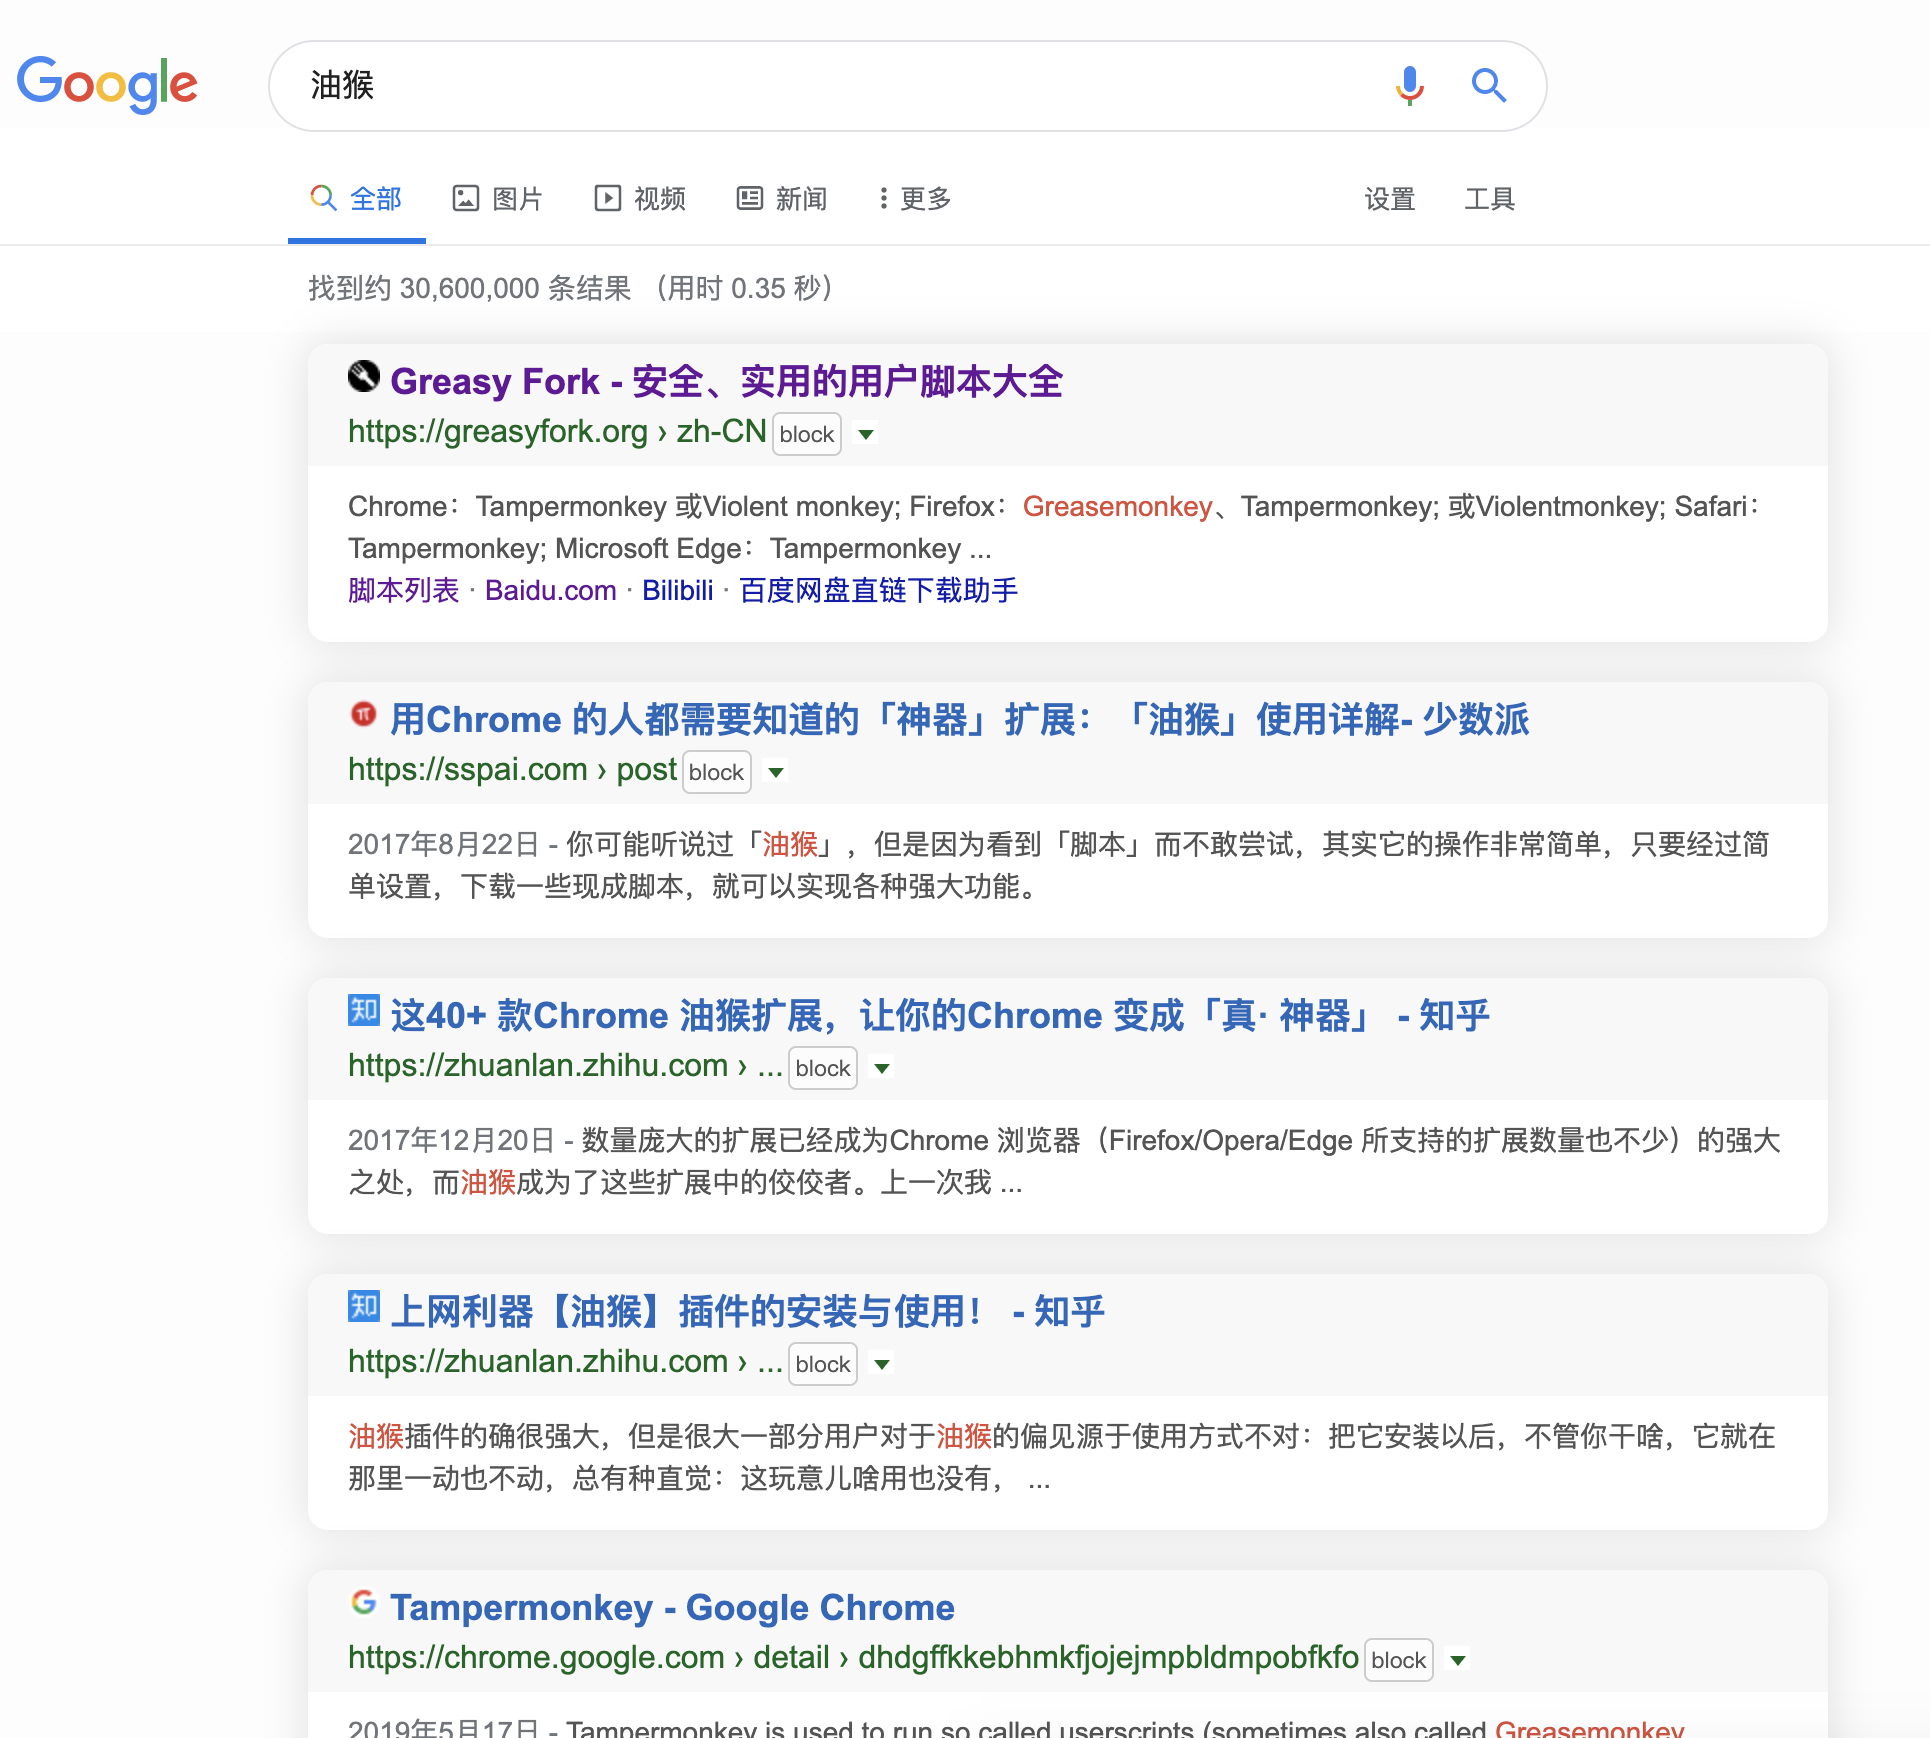 Google
油猴
全部 图片 视频 新闻 更多 设置 工具
找到约 30,600,000 条结果 （用时 0.35 秒）
Greasy Fork - 安全、实用的用户脚本大全
https://greasyfork.org › zh-CN block
Chrome：Tampermonkey 或Violent monkey; Firefox：Greasemonkey、Tampermonkey; 或Violentmonkey; Safari：
Tampermonkey; Microsoft Edge：Tampermonkey ...
脚本列表 · Baidu.com · Bilibili · 百度网盘直链下载助手
用Chrome 的人都需要知道的「神器」扩展：「油猴」使用详解- 少数派
https://sspai.com › post block
2017年8月22日 - 你可能听说过「油猴」，但是因为看到「脚本」而不敢尝试，其实它的操作非常简单，只要经过简
单设置，下载一些现成脚本，就可以实现各种强大功能。
知 这40+ 款Chrome 油猴扩展，让你的Chrome 变成「真· 神器」 - 知乎
https://zhuanlan.zhihu.com › ... block
2017年12月20日 - 数量庞大的扩展已经成为Chrome 浏览器（Firefox/Opera/Edge 所支持的扩展数量也不少）的强大
之处，而油猴成为了这些扩展中的佼佼者。上一次我 ...
知 上网利器【油猴】插件的安装与使用！ - 知乎
https://zhuanlan.zhihu.com › ... block
油猴插件的确很强大，但是很大一部分用户对于油猴的偏见源于使用方式不对：把它安装以后，不管你干啥，它就在
那里一动也不动，总有种直觉：这玩意儿啥用也没有， ...
Tampermonkey - Google Chrome
https://chrome.google.com › detail › dhdgffkkebhmkfjojejmpbldmpobfkfo block
2019年5月17日 - Tampermonkey is used to run so called userscripts (sometimes also called Greasemonkey